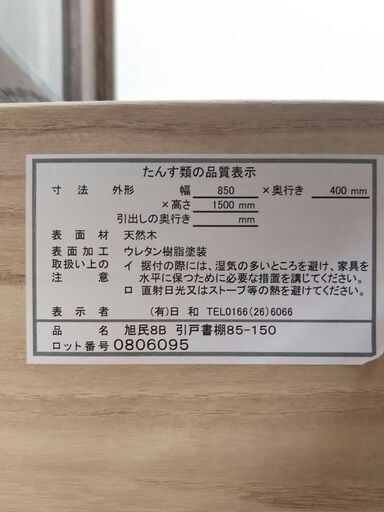 たんす類の品質表示
寸法 外形 幅 850 ×奥行き 400 mm
×高さ 1500 mm
引出しの奥行き mm
表面材 天然木
表面加工 ウレタン樹脂塗装
取扱い上の イ 据付の際には、湿気の多いところを避け、家具を
注意 水平に保つために必要な措置を講じてください。
ロ 直射日光又はストーブ等の熱を避けてください。
表示者 (有)日和 TEL0166(26)6066
品名 旭民8B 引戸書棚85-150
ロット番号 0806095